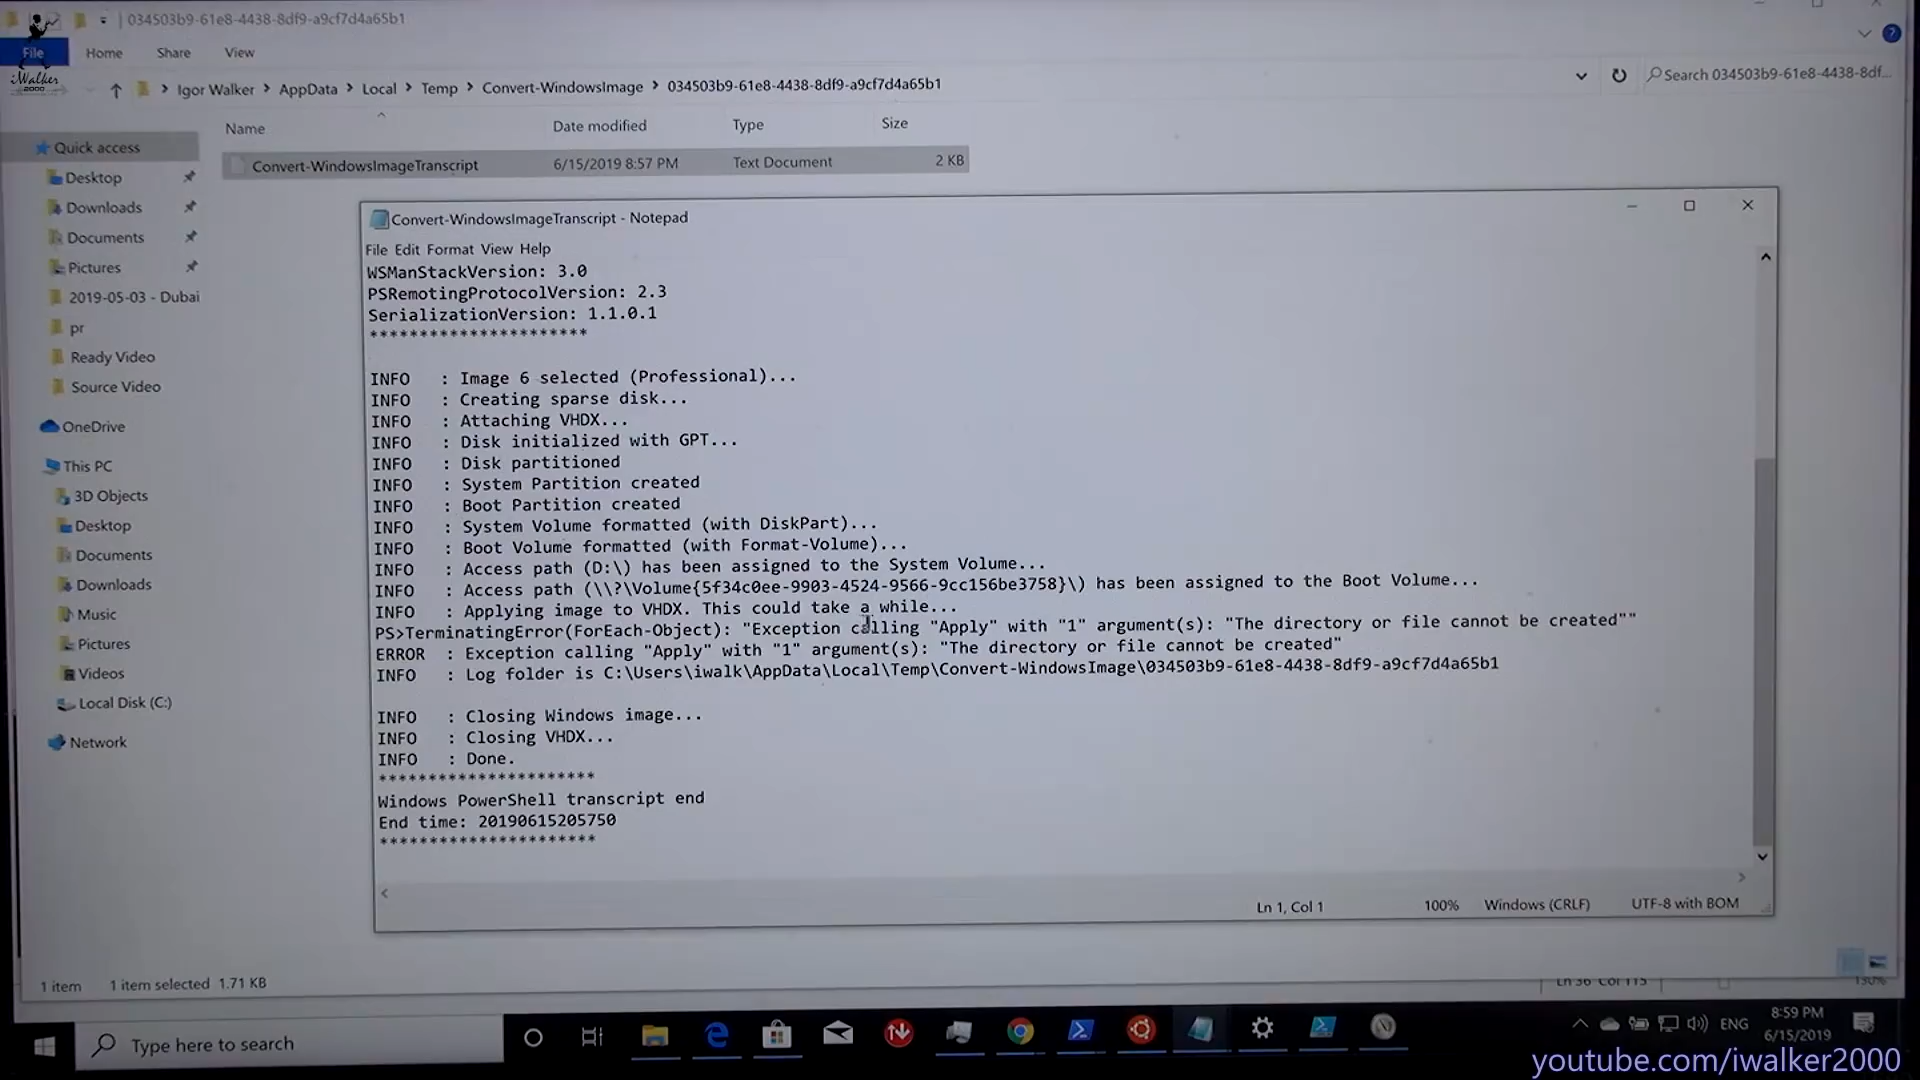 034503b9-61e8-4438-8df9-a9cf7d4a65b1
File Home Share View
iWalker
2000
Igor Walker > AppData > Local > Temp > Convert-WindowsImage > 034503b9-61e8-4438-8df9-a9cf7d4a65b1
Search 034503b9-61e8-4438-8df...
Name Date modified Type Size
Convert-WindowsImageTranscript 6/15/2019 8:57 PM Text Document 2 KB
Quick access
Desktop
Downloads
Documents
Pictures
2019-05-03 - Dubai
pr
Ready Video
Source Video
OneDrive
This PC
3D Objects
Desktop
Documents
Downloads
Music
Pictures
Videos
Local Disk (C:)
Network
Convert-WindowsImageTranscript - Notepad
File Edit Format View Help
WSManStackVersion: 3.0
PSRemotingProtocolVersion: 2.3
SerializationVersion: 1.1.0.1
**********************
INFO   : Image 6 selected (Professional)...
INFO   : Creating sparse disk...
INFO   : Attaching VHDX...
INFO   : Disk initialized with GPT...
INFO   : Disk partitioned
INFO   : System Partition created
INFO   : Boot Partition created
INFO   : System Volume formatted (with DiskPart)...
INFO   : Boot Volume formatted (with Format-Volume)...
INFO   : Access path (D:\) has been assigned to the System Volume...
INFO   : Access path (\\?\Volume{5f34c0ee-9903-4524-9566-9cc156be3758}\) has been assigned to the Boot Volume...
INFO   : Applying image to VHDX. This could take a while...
PS>TerminatingError(ForEach-Object): "Exception calling "Apply" with "1" argument(s): "The directory or file cannot be created""
ERROR  : Exception calling "Apply" with "1" argument(s): "The directory or file cannot be created"
INFO   : Log folder is C:\Users\iwalk\AppData\Local\Temp\Convert-WindowsImage\034503b9-61e8-4438-8df9-a9cf7d4a65b1
INFO   : Closing Windows image...
INFO   : Closing VHDX...
INFO   : Done.
**********************
Windows PowerShell transcript end
End time: 20190615205750
**********************
Ln 1, Col 1 100% Windows (CRLF) UTF-8 with BOM
1 item 1 item selected 1.71 KB
Ln 36 Col 115 150%
Type here to search
ENG
8:59 PM
6/15/2019
youtube.com/iwalker2000